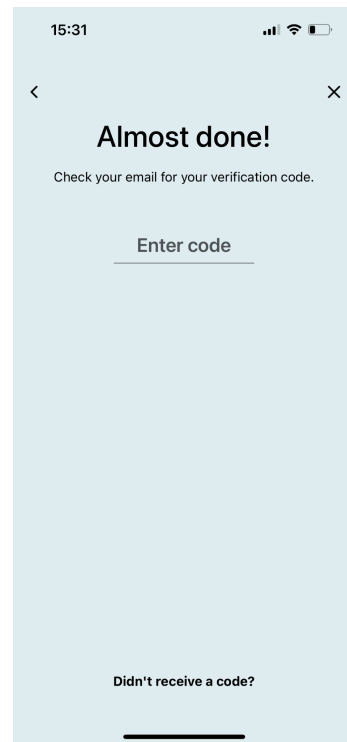 15:31
Almost done!
Check your email for your verification code.
Enter code
Didn't receive a code?